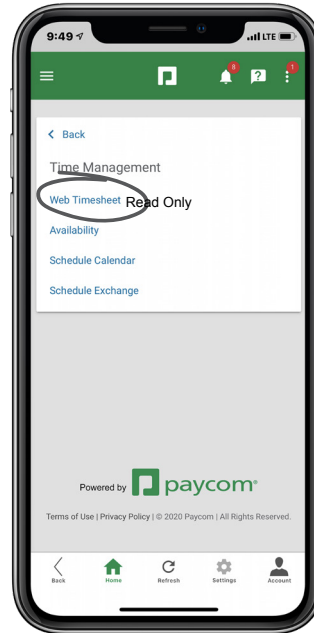 9:49
LTE
8
?
1
Back
Time Management
Web Timesheet Read Only
Availability
Schedule Calendar
Schedule Exchange
Powered by paycom®
Terms of Use | Privacy Policy | © 2020 Paycom | All Rights Reserved.
Back Home Refresh Settings Account